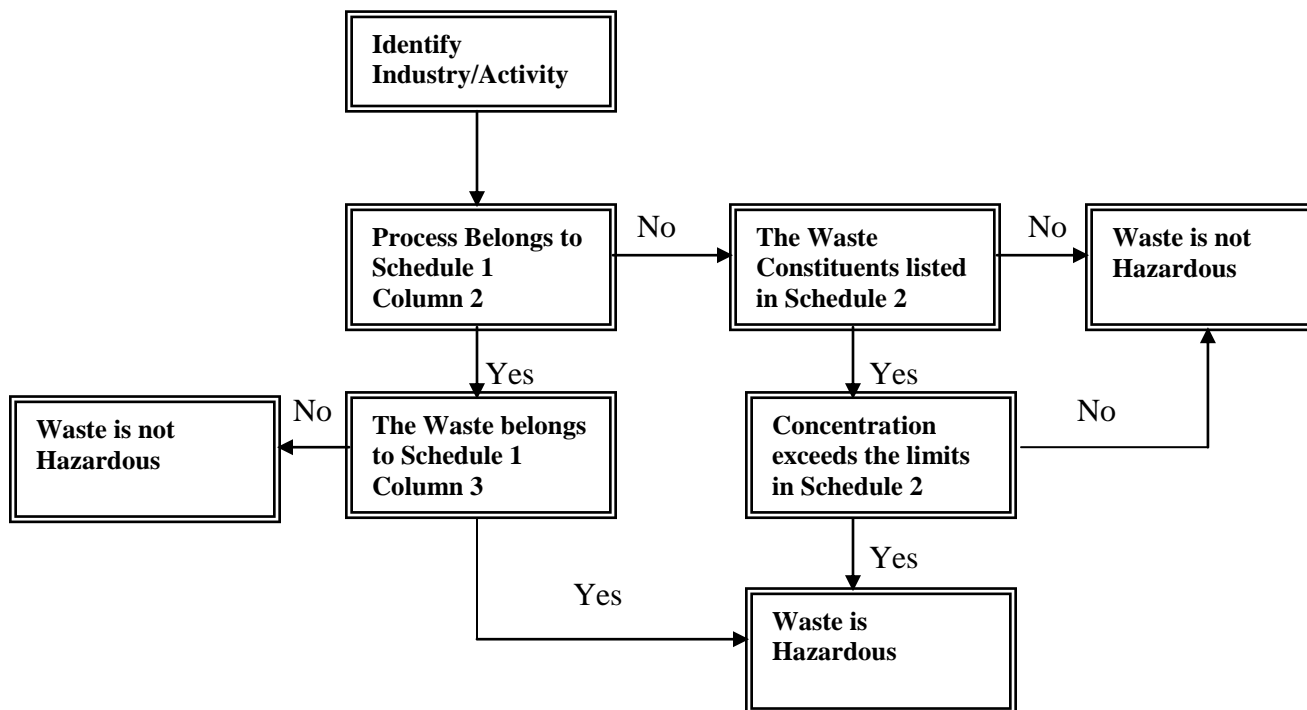 Identify
Industry/Activity
Process Belongs to
Schedule 1
Column 2
No
The Waste
Constituents listed
in Schedule 2
No
Waste is not
Hazardous
Yes
Yes
Waste is not
Hazardous
No
The Waste belongs
to Schedule 1
Column 3
Concentration
exceeds the limits
in Schedule 2
No
Yes
Yes
Waste is
Hazardous